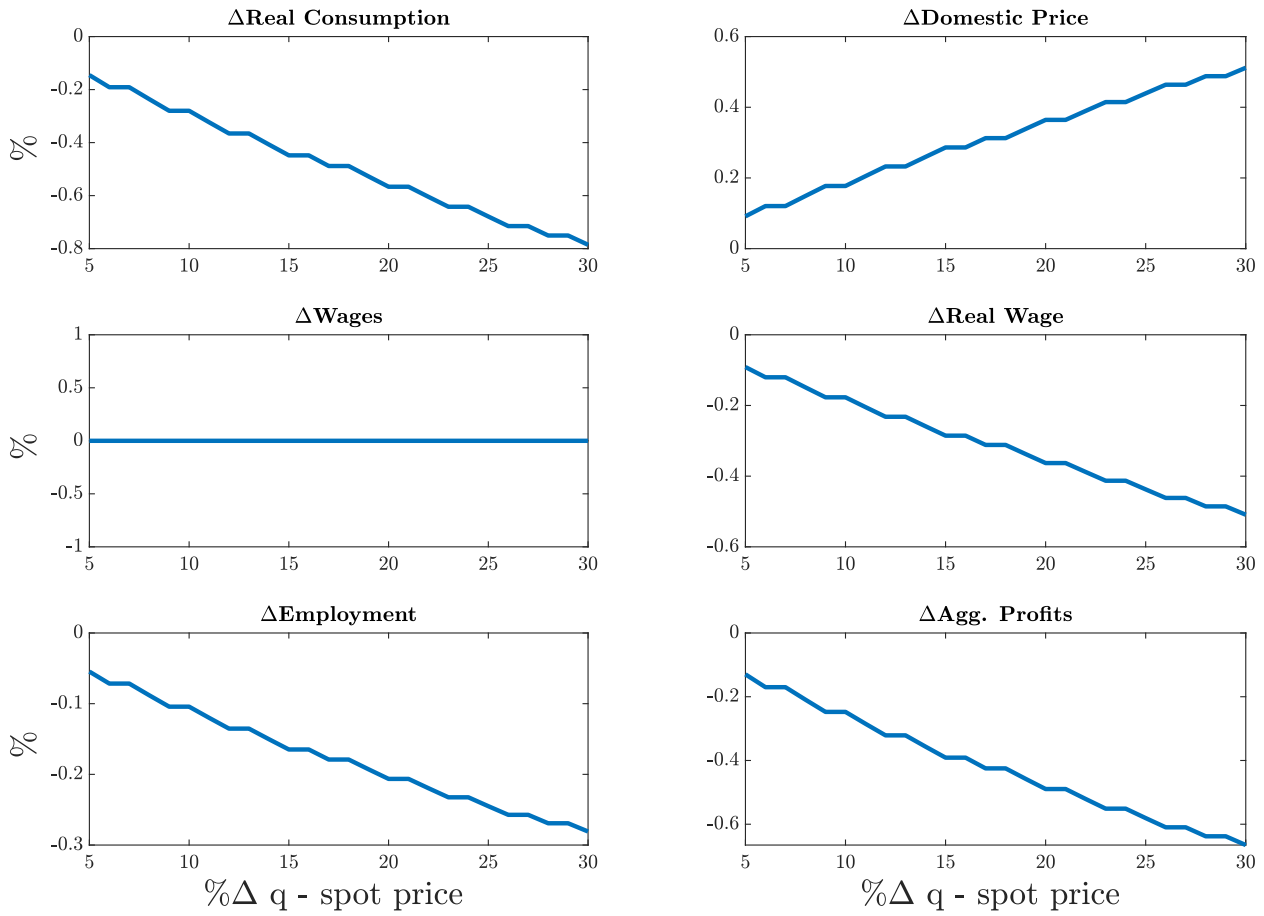 ΔReal Consumption
0
-0.2
-0.4
-0.6
-0.8
%
5 10 15 20 25 30
ΔDomestic Price
0.6
0.4
0.2
0
5 10 15 20 25 30
ΔWages
1
0.5
0
-0.5
-1
%
5 10 15 20 25 30
ΔReal Wage
0
-0.2
-0.4
-0.6
5 10 15 20 25 30
ΔEmployment
0
-0.1
-0.2
-0.3
%
5 10 15 20 25 30
%Δ q - spot price
ΔAgg. Profits
0
-0.2
-0.4
-0.6
5 10 15 20 25 30
%Δ q - spot price